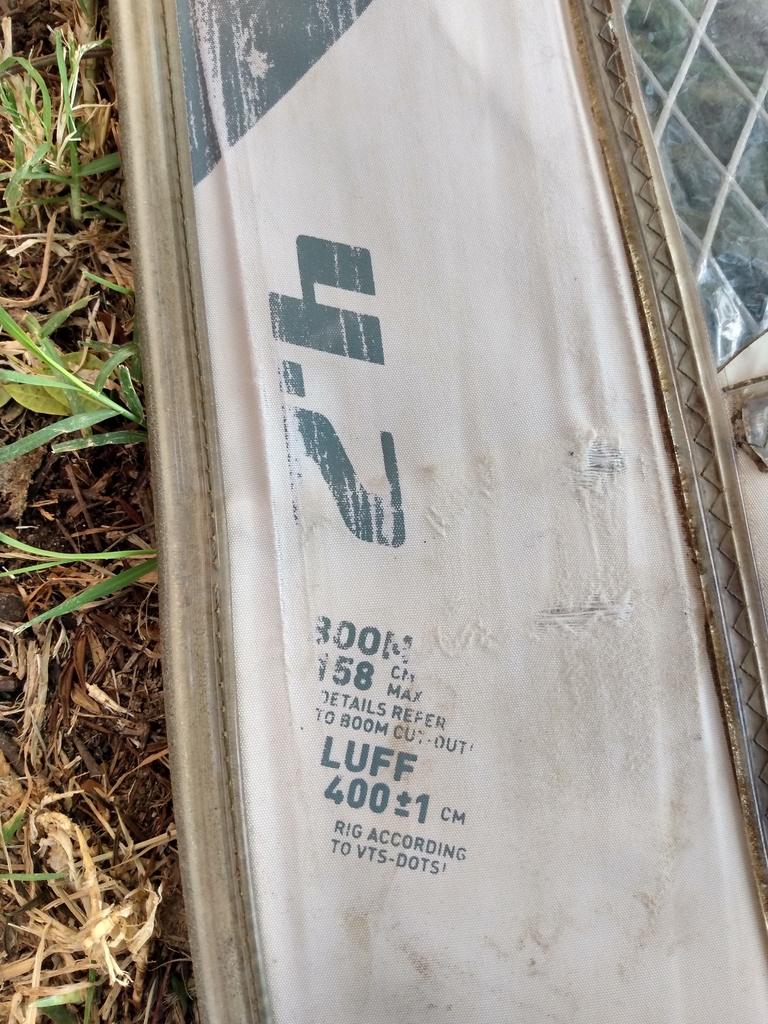 4.2
BOOM
158 CM MAX
DETAILS REFER
TO BOOM CUT-OUT!
LUFF
400±1 CM
RIG ACCORDING
TO VTS-DOTS!